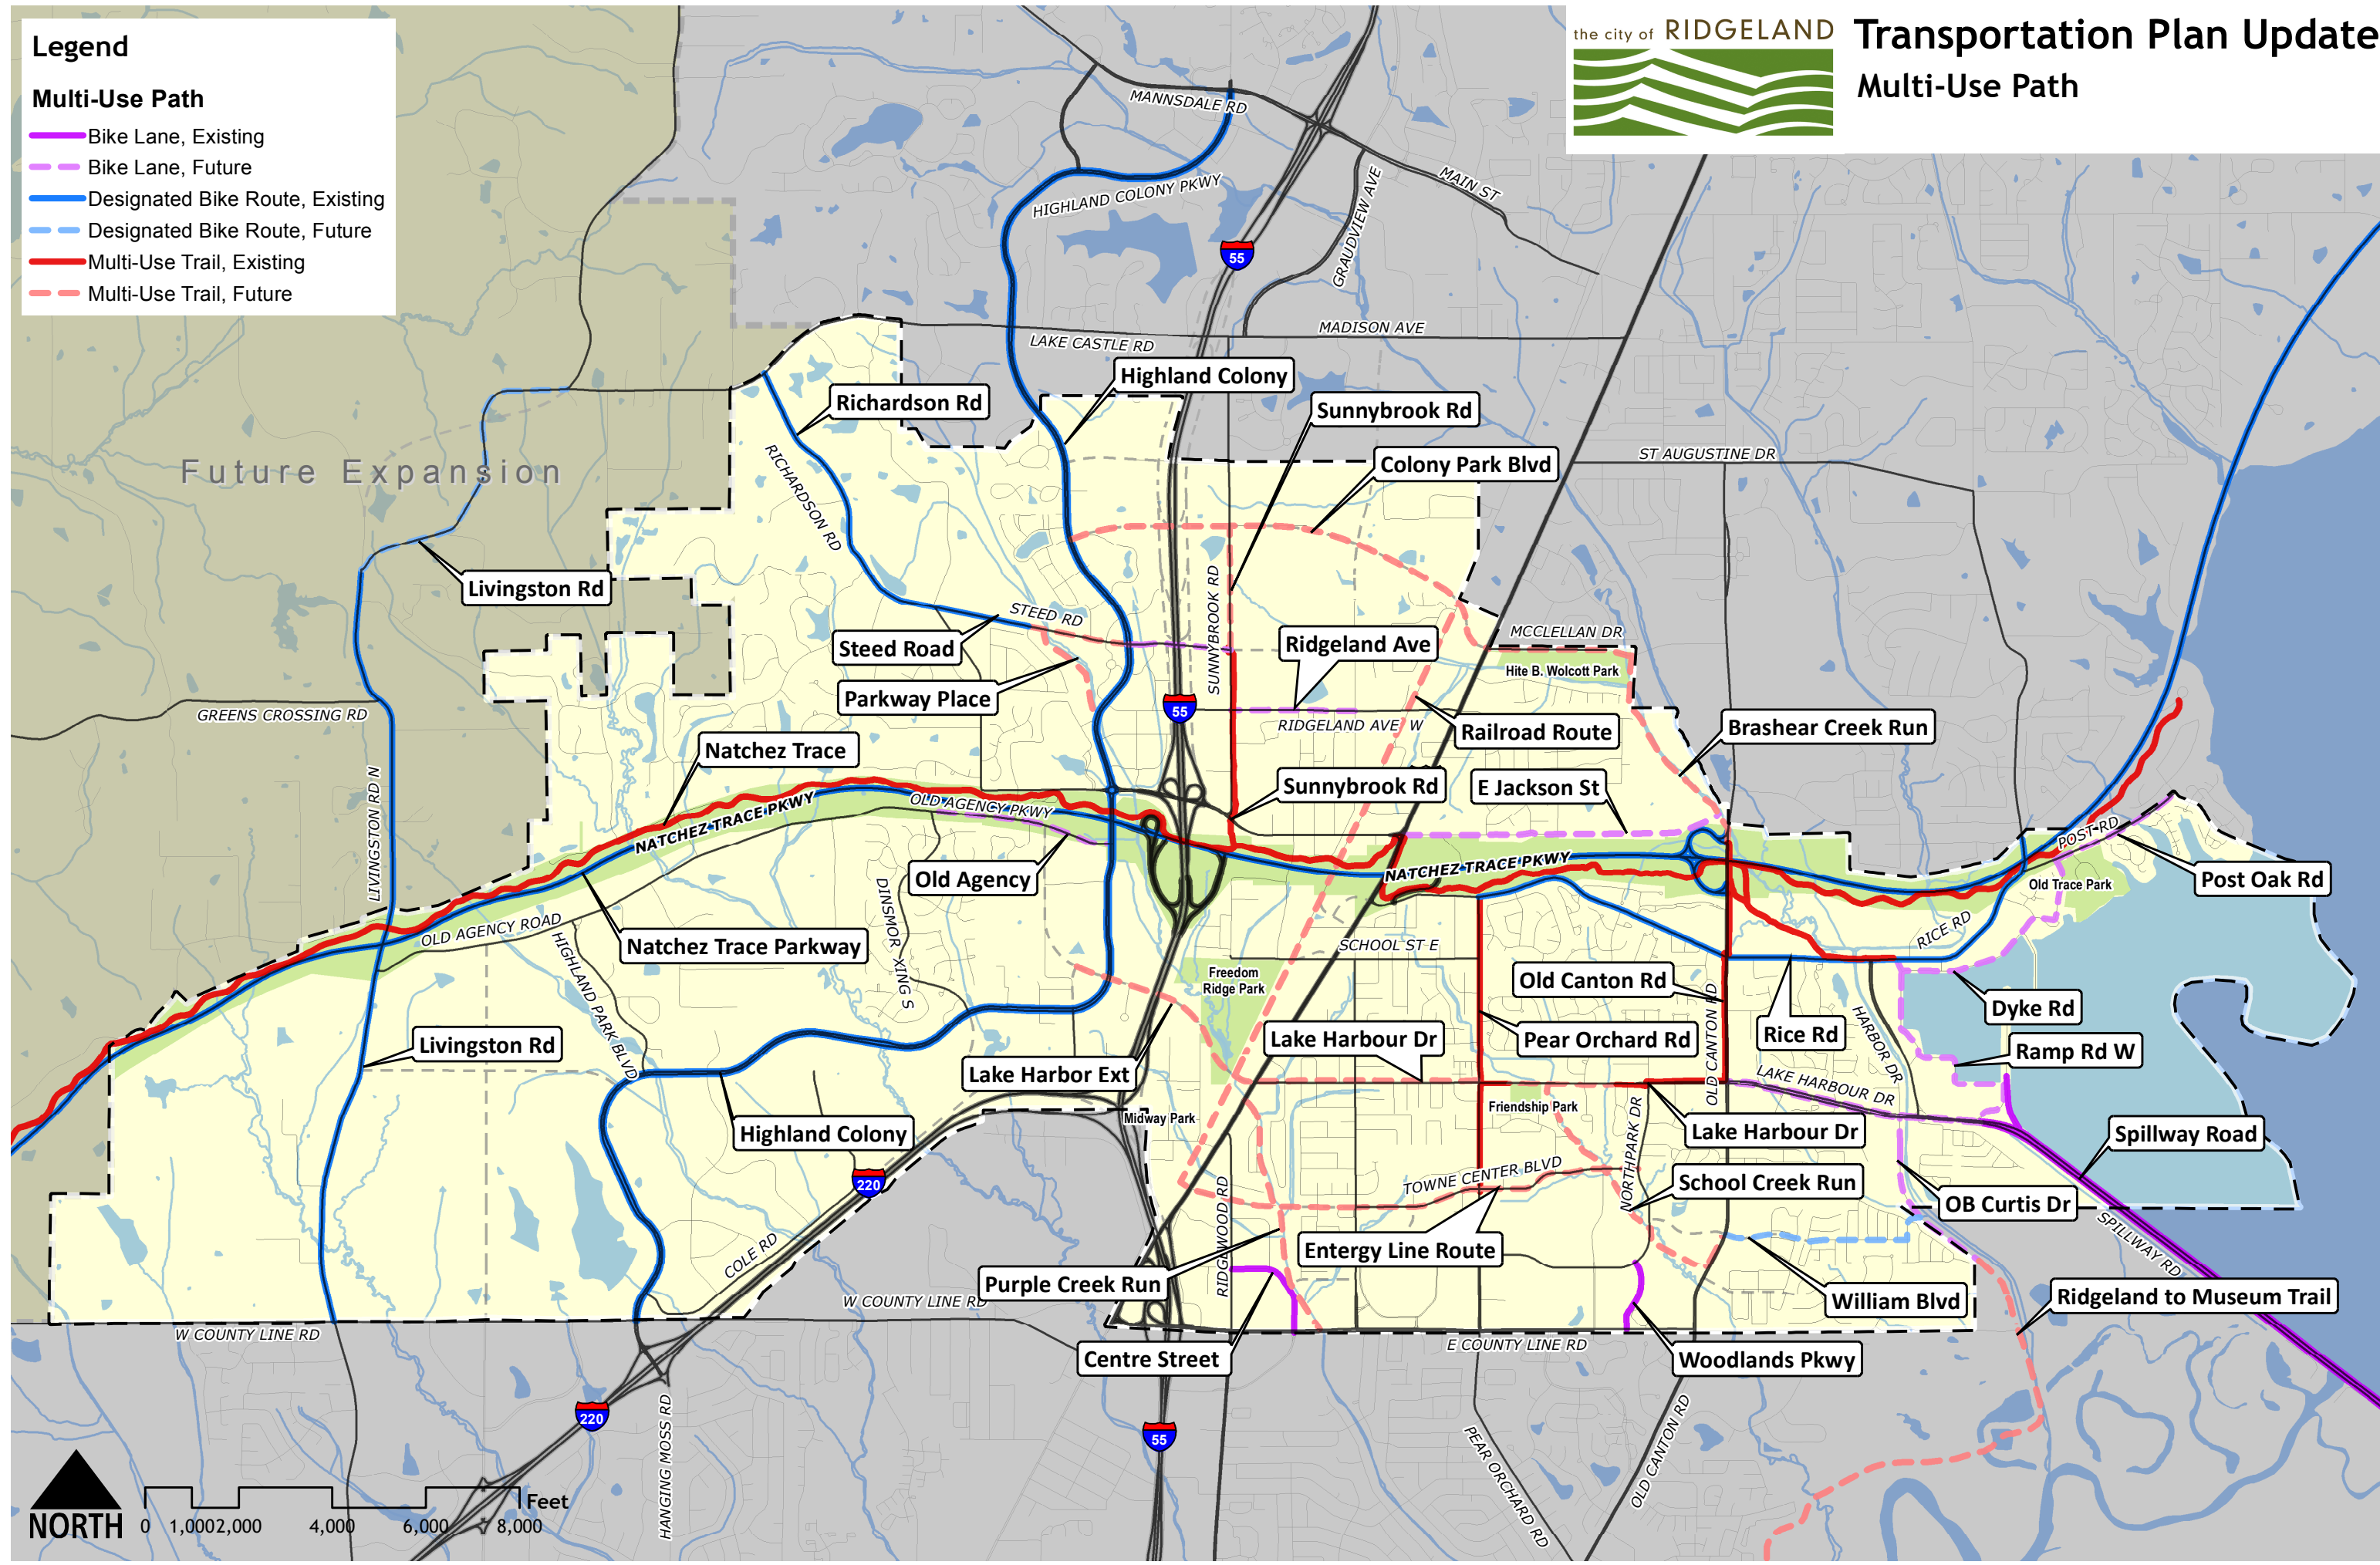 the city of RIDGELAND
Transportation Plan Update
Multi-Use Path
Legend
Multi-Use Path
Bike Lane, Existing
Bike Lane, Future
Designated Bike Route, Existing
Designated Bike Route, Future
Multi-Use Trail, Existing
Multi-Use Trail, Future
MANNSDALE RD
HIGHLAND COLONY PKWY
MAIN ST
GRAUDVIEW AVE
55
MADISON AVE
LAKE CASTLE RD
Highland Colony
Richardson Rd
Sunnybrook Rd
Colony Park Blvd
ST AUGUSTINE DR
Future Expansion
RICHARDSON RD
Livingston Rd
STEED RD
SUNNYBROOK RD
Steed Road
Ridgeland Ave
MCCLELLAN DR
Hite B. Wolcott Park
Parkway Place
55
GREENS CROSSING RD
RIDGELAND AVE W
Railroad Route
Brashear Creek Run
Natchez Trace
LIVINGSTON RD N
Sunnybrook Rd
E Jackson St
OLD AGENCY PKWY
NATCHEZ TRACE PKWY
NATCHEZ TRACE PKWY
POST RD
Old Agency
Old Trace Park
Post Oak Rd
DINSMOR XING S
OLD AGENCY ROAD
Natchez Trace Parkway
HIGHLAND PARK BLVD
SCHOOL ST E
RICE RD
Freedom
Ridge Park
Old Canton Rd
OLD CANTON RD
Dyke Rd
Livingston Rd
Lake Harbour Dr
Pear Orchard Rd
Rice Rd
HARBOR DR
Ramp Rd W
Lake Harbor Ext
LAKE HARBOUR DR
Midway Park
Friendship Park
NORTHPARK DR
Highland Colony
Lake Harbour Dr
Spillway Road
220
TOWNE CENTER BLVD
School Creek Run
RIDGEWOOD RD
OB Curtis Dr
COLE RD
Entergy Line Route
SPILLWAY RD
Purple Creek Run
William Blvd
Ridgeland to Museum Trail
W COUNTY LINE RD
W COUNTY LINE RD
E COUNTY LINE RD
Centre Street
Woodlands Pkwy
220
HANGING MOSS RD
55
PEAR ORCHARD RD
OLD CANTON RD
NORTH
0 1,000 2,000 4,000 6,000 8,000
Feet